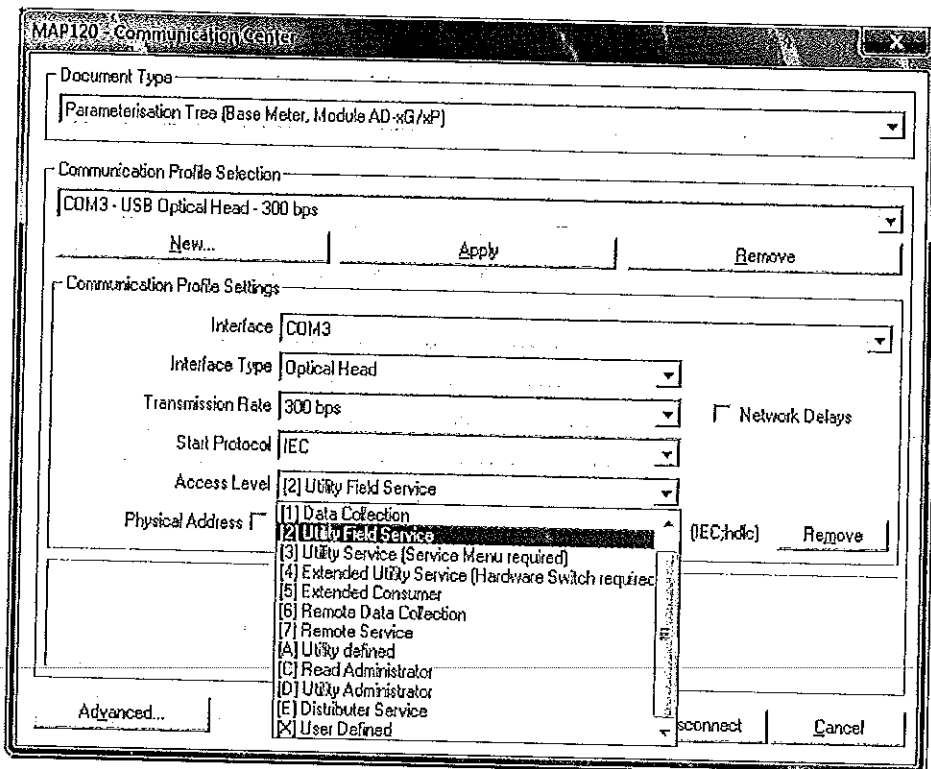 MAP120 - Communication Center
Document Type
Parameterisation Tree (Base Meter, Module AD-xG/xP)
Communication Profile Selection
COM3 - USB Optical Head - 300 bps
New... Apply Remove
Communication Profile Settings
Interface COM3
Interface Type Optical Head
Transmission Rate 300 bps Network Delays
Start Protocol IEC
Access Level [2] Utility Field Service
Physical Address (IEC;hdlc) Remove
[1] Data Collection
[2] Utility Field Service
[3] Utility Service (Service Menu required)
[4] Extended Utility Service (Hardware Switch required
[5] Extended Consumer
[6] Remote Data Collection
[7] Remote Service
[A] Utility defined
[C] Read Administrator
[D] Utility Administrator
[E] Distributer Service
[X] User Defined
Advanced... sconnect Cancel